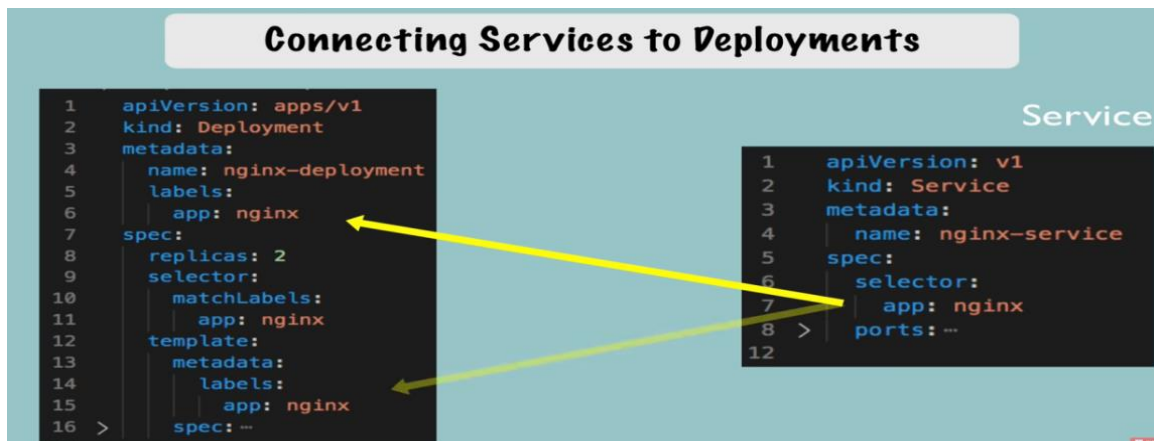 Connecting Services to Deployments
1 apiVersion: apps/v1
2 kind: Deployment
3 metadata:
4 name: nginx-deployment
5 labels:
6 app: nginx
7 spec:
8 replicas: 2
9 selector:
10 matchLabels:
11 app: nginx
12 template:
13 metadata:
14 labels:
15 app: nginx
16 > spec: ⋯
Service
1 apiVersion: v1
2 kind: Service
3 metadata:
4 name: nginx-service
5 spec:
6 selector:
7 app: nginx
8 > ports: ⋯
12